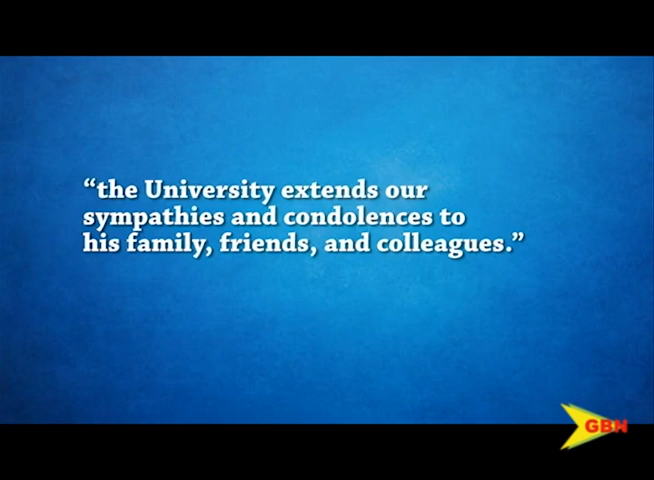 “the University extends our
sympathies and condolences to
his family, friends, and colleagues.”
GBH